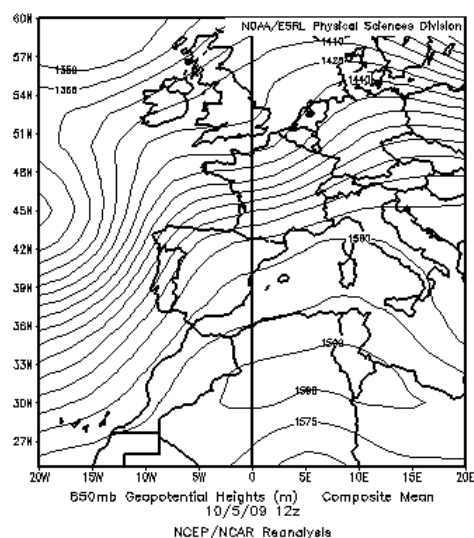 60N
NOAA/ESRL Physical Sciences Division
57N
1410
1350
1425
1365
1440
54N
51N
48N
45N
42N
1560
39N
36N
33N
30N
1575
27N
20W 15W 10W 5W 0 5E 10E 15E 20E
850mb Geopotential Heights (m) Composite Mean
10/5/09 12z
NCEP/NCAR Reanalysis